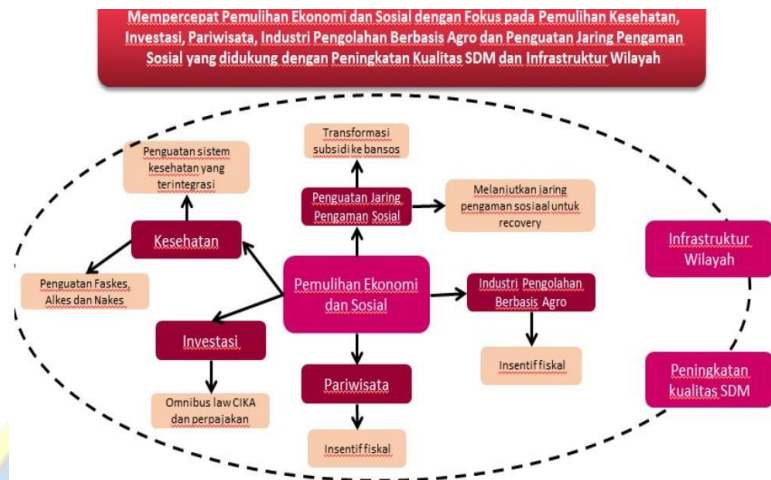 Mempercepat Pemulihan Ekonomi dan Sosial dengan Fokus pada Pemulihan Kesehatan,
Investasi, Pariwisata, Industri Pengolahan Berbasis Agro dan Penguatan Jaring Pengaman
Sosial yang didukung dengan Peningkatan Kualitas SDM dan Infrastruktur Wilayah
Transformasi
subsidi ke bansos
Penguatan sistem
kesehatan yang
terintegrasi
Penguatan Jaring
Pengaman Sosial
Melanjutkan jaring
pengaman sosiaal untuk
recovery
Kesehatan
Infrastruktur
Wilayah
Penguatan Faskes,
Alkes dan Nakes
Pemulihan Ekonomi
dan Sosial
Industri Pengolahan
Berbasis Agro
Investasi
Insentif fiskal
Pariwisata
Peningkatan
kualitas SDM
Omnibus law CIKA
dan perpajakan
Insentif fiskal